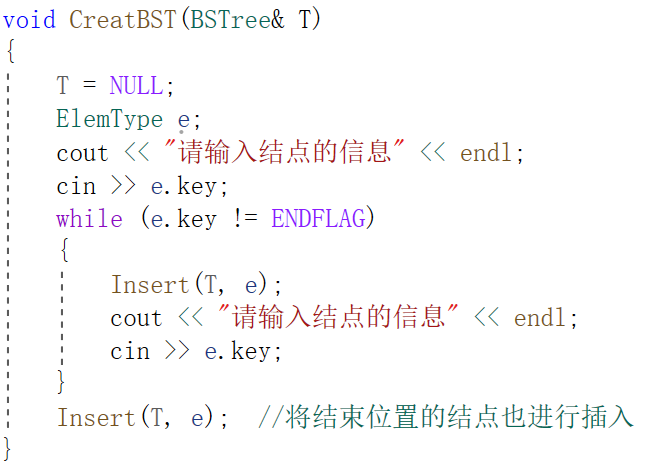 void CreatBST(BSTree& T)
{
T = NULL;
ElemType e;
cout << "请输入结点的信息" << endl;
cin >> e.key;
while (e.key != ENDFLAG)
{
Insert(T, e);
cout << "请输入结点的信息" << endl;
cin >> e.key;
}
Insert(T, e);  //将结束位置的结点也进行插入
}